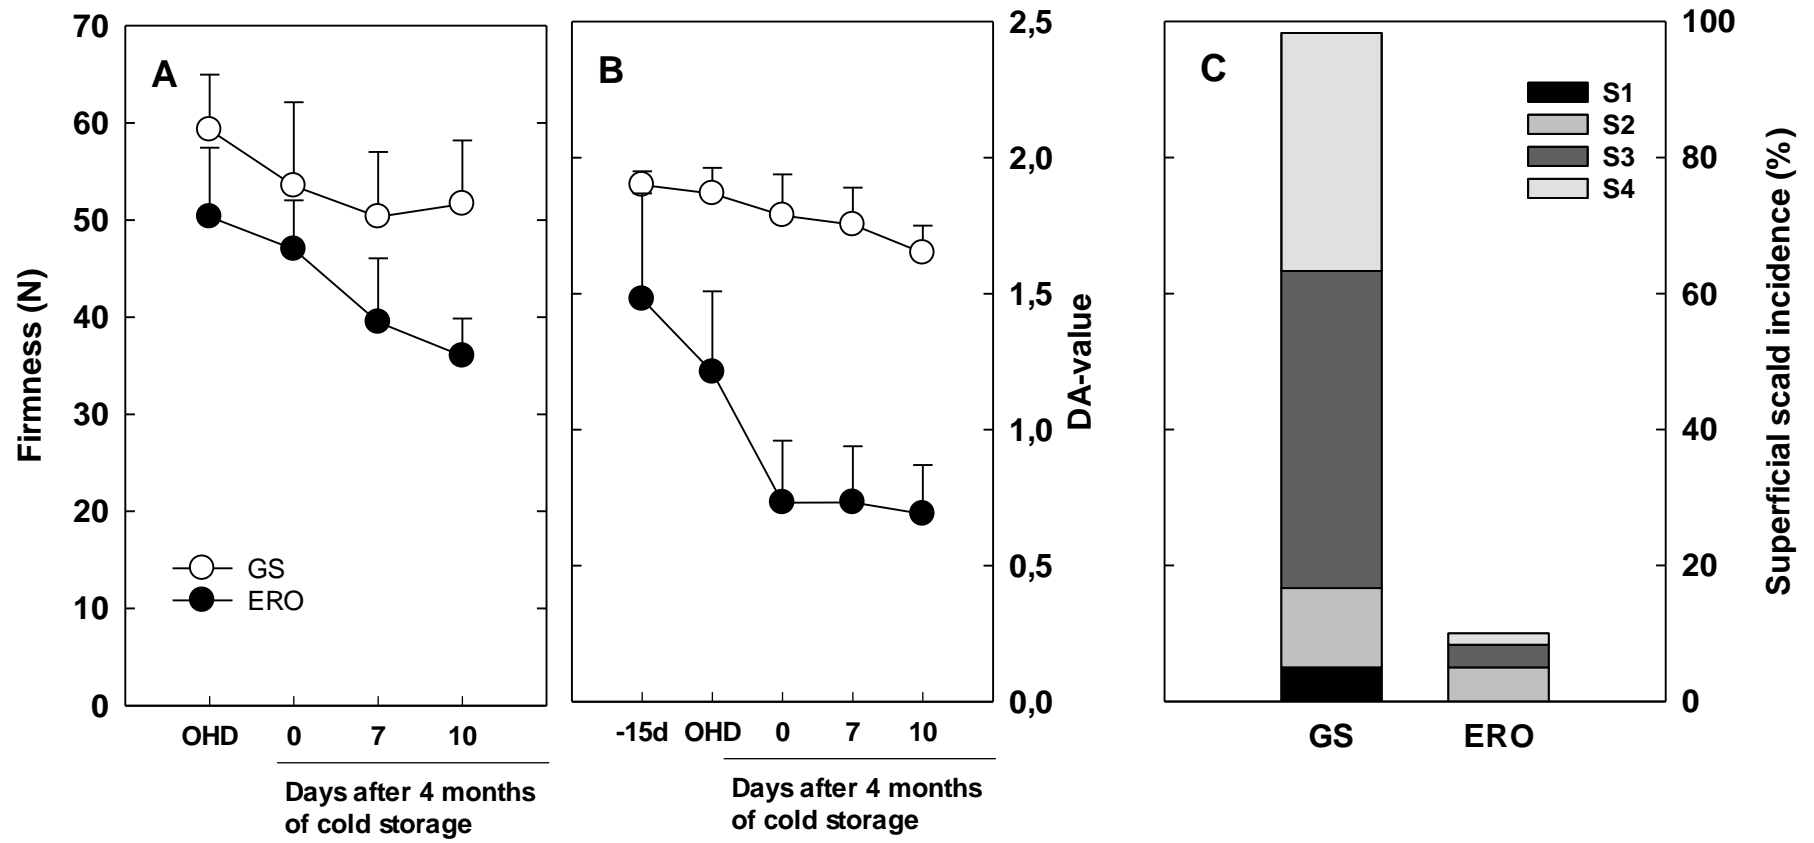 A
Firmness (N)
70
60
50
40
30
20
10
0
GS
ERO
OHD 0 7 10
Days after 4 months
of cold storage
B
2,5
2,0
1,5
1,0
0,5
0,0
DA-value
-15d OHD 0 7 10
Days after 4 months
of cold storage
C
S1
S2
S3
S4
100
80
60
40
20
0
Superficial scald incidence (%)
GS ERO